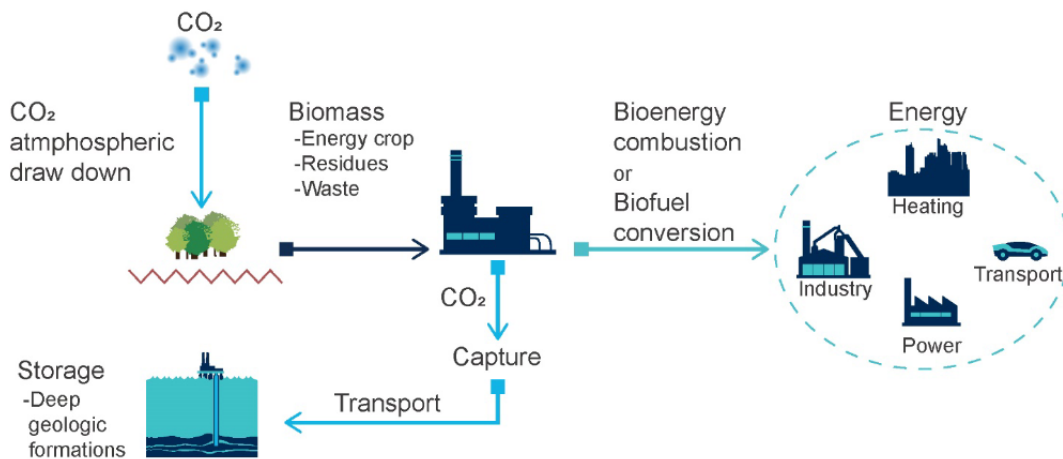 CO₂
CO₂
atmphospheric
draw down
Biomass
-Energy crop
-Residues
-Waste
Bioenergy
combustion
or
Biofuel
conversion
Energy
Heating
Industry
Transport
Power
CO₂
Capture
Transport
Storage
-Deep
geologic
formations